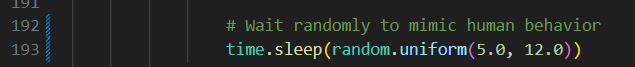 191
192 # Wait randomly to mimic human behavior
193 time.sleep(random.uniform(5.0, 12.0))